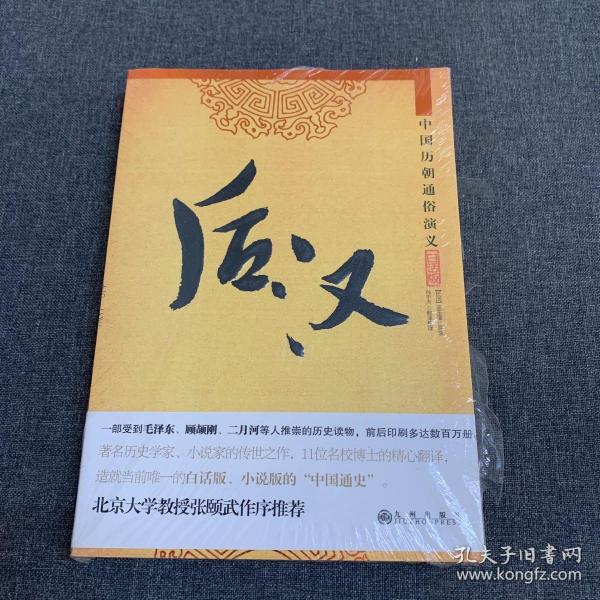 中国历朝通俗演义
白话版
后汉
一部受到毛泽东、顾颉刚、二月河等人推崇的历史读物，前后印刷多达数百万册
著名历史学家、小说家的传世之作，11位名校博士的精心翻译，
造就当前唯一的白话版、小说版的“中国通史”。
北京大学教授张颐武作序推荐
九州出版社
JIUZHOU PRESS
孔夫子旧书网
www.kongfz.com